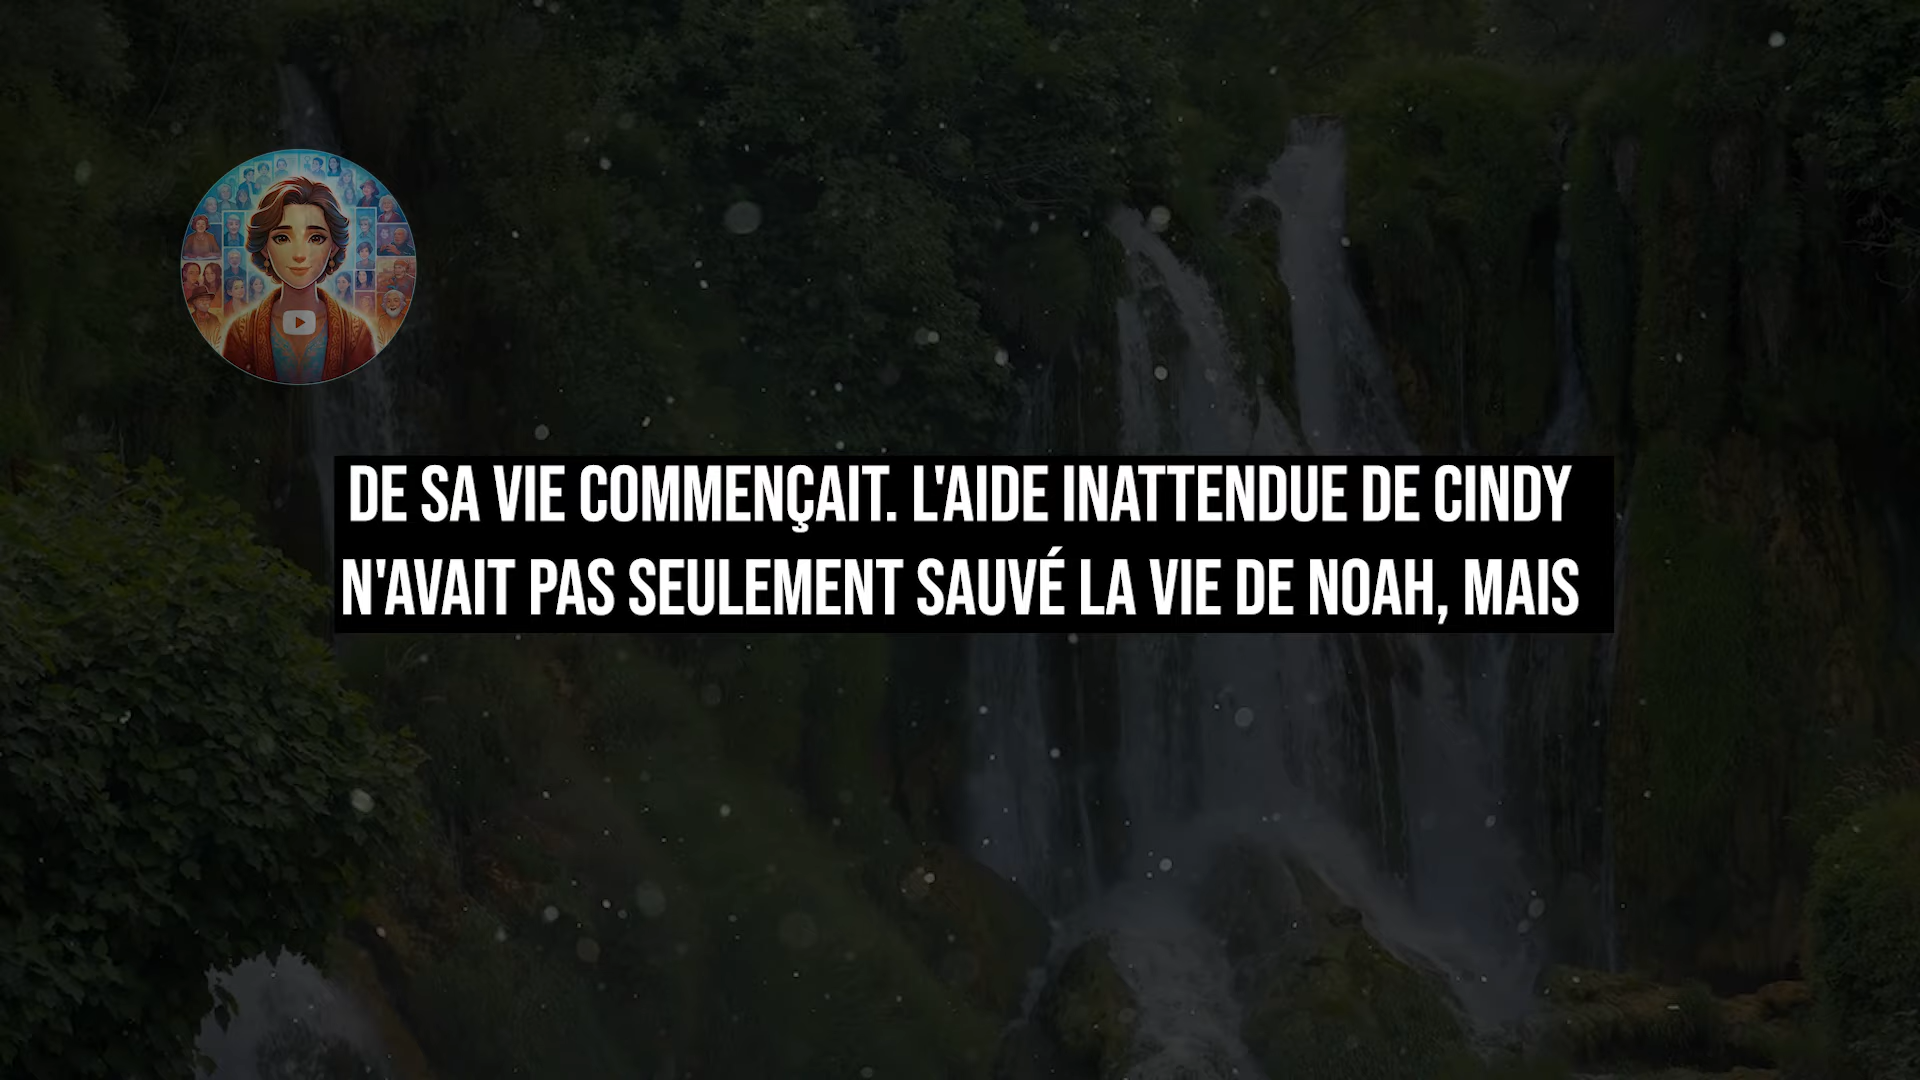 DE SA VIE COMMENÇAIT. L'AIDE INATTENDUE DE CINDY
N'AVAIT PAS SEULEMENT SAUVÉ LA VIE DE NOAH, MAIS